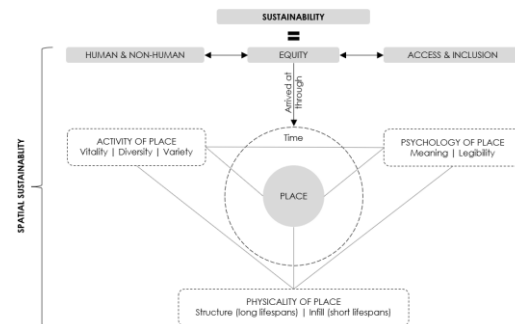 SUSTAINABILITY
=
HUMAN & NON-HUMAN
EQUITY
ACCESS & INCLUSION
Arrived at
through
Time
ACTIVITY OF PLACE
Vitality | Diversity | Variety
PSYCHOLOGY OF PLACE
Meaning | Legibility
PLACE
SPATIAL SUSTAINABILITY
PHYSICALITY OF PLACE
Structure (long lifespans) | Infill (short lifespans)